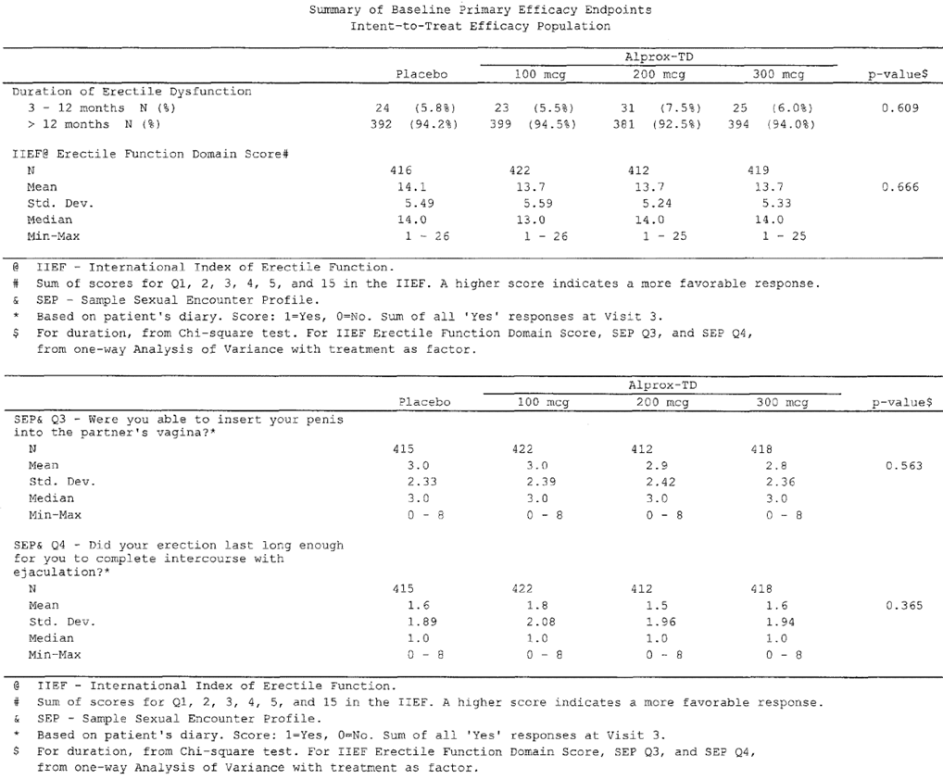 Summary of Baseline Primary Efficacy Endpoints
Intent-to-Treat Efficacy Population
Alprox-TD
Placebo 100 mcg 200 mcg 300 mcg p-value$
Duration of Erectile Dysfunction
3 - 12 months N (%) 24 (5.8%) 23 (5.5%) 31 (7.5%) 25 (6.0%) 0.609
> 12 months N (%) 392 (94.2%) 399 (94.5%) 381 (92.5%) 394 (94.0%)
IIEF@ Erectile Function Domain Score#
N 416 422 412 419
Mean 14.1 13.7 13.7 13.7 0.666
Std. Dev. 5.49 5.59 5.24 5.33
Median 14.0 13.0 14.0 14.0
Min-Max 1 - 26 1 - 26 1 - 25 1 - 25
@ IIEF - International Index of Erectile Function.
# Sum of scores for Q1, 2, 3, 4, 5, and 15 in the IIEF. A higher score indicates a more favorable response.
& SEP - Sample Sexual Encounter Profile.
* Based on patient's diary. Score: 1=Yes, 0=No. Sum of all 'Yes' responses at Visit 3.
$ For duration, from Chi-square test. For IIEF Erectile Function Domain Score, SEP Q3, and SEP Q4,
from one-way Analysis of Variance with treatment as factor.
Alprox-TD
Placebo 100 mcg 200 mcg 300 mcg p-value$
SEP& Q3 - Were you able to insert your penis
into the partner's vagina?*
N 415 422 412 418
Mean 3.0 3.0 2.9 2.8 0.563
Std. Dev. 2.33 2.39 2.42 2.36
Median 3.0 3.0 3.0 3.0
Min-Max 0 - 8 0 - 8 0 - 8 0 - 8
SEP& Q4 - Did your erection last long enough
for you to complete intercourse with
ejaculation?*
N 415 422 412 418
Mean 1.6 1.8 1.5 1.6 0.365
Std. Dev. 1.89 2.08 1.96 1.94
Median 1.0 1.0 1.0 1.0
Min-Max 0 - 8 0 - 8 0 - 8 0 - 8
@ IIEF - International Index of Erectile Function.
# Sum of scores for Q1, 2, 3, 4, 5, and 15 in the IIEF. A higher score indicates a more favorable response.
& SEP - Sample Sexual Encounter Profile.
* Based on patient's diary. Score: 1=Yes, 0=No. Sum of all 'Yes' responses at Visit 3.
$ For duration, from Chi-square test. For IIEF Erectile Function Domain Score, SEP Q3, and SEP Q4,
from one-way Analysis of Variance with treatment as factor.